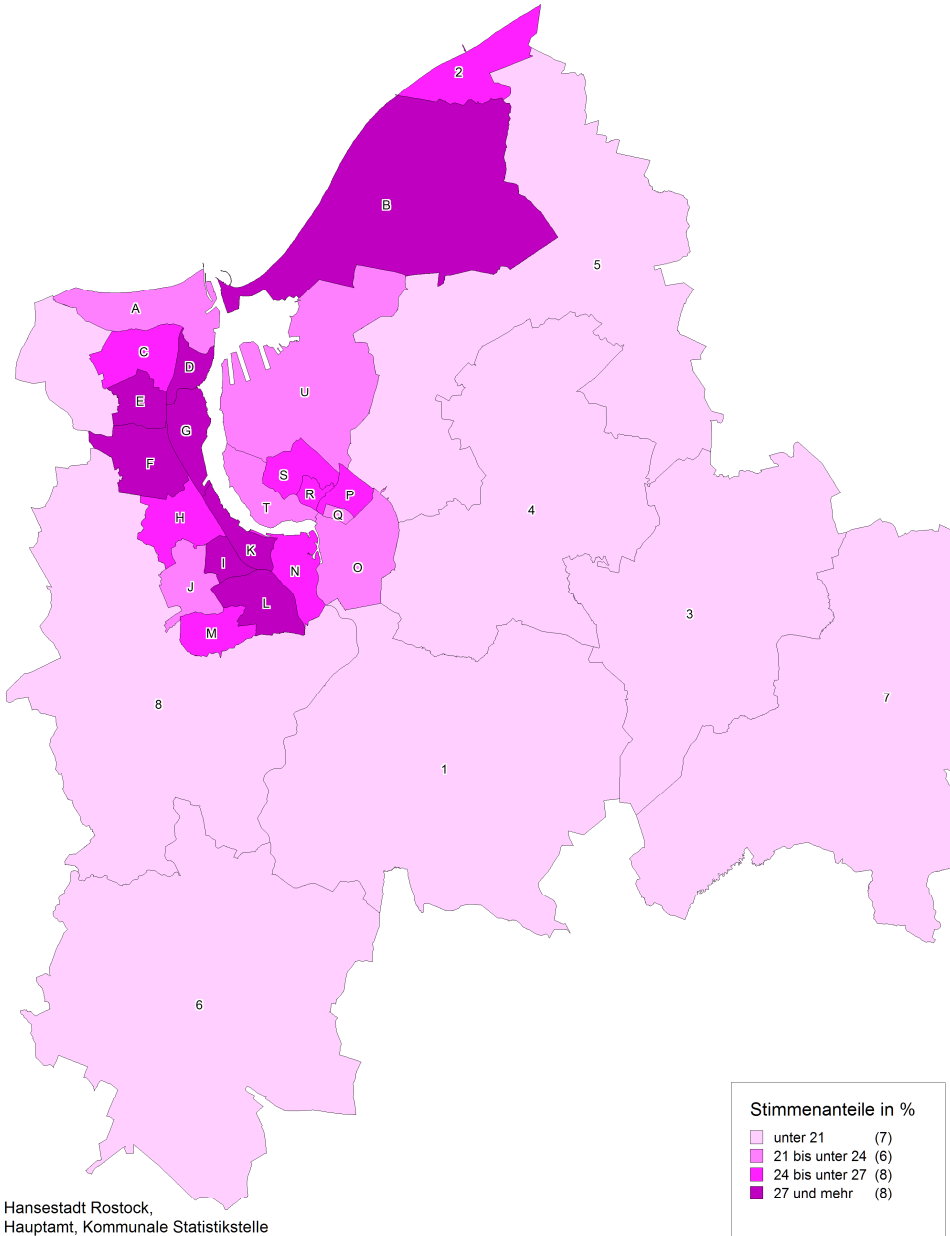 2
B
5
A
C
D
E
U
G
F
S
P
R
T
Q
H
4
K
I
N
O
J
L
3
M
7
8
1
6
Stimmenanteile in %
unter 21 (7)
21 bis unter 24 (6)
24 bis unter 27 (8)
27 und mehr (8)
Hansestadt Rostock,
Hauptamt, Kommunale Statistikstelle